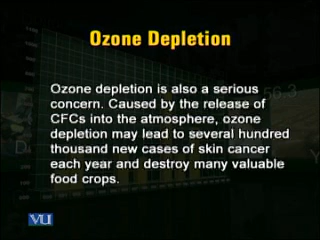 Ozone Depletion
Ozone depletion is also a serious
concern. Caused by the release of
CFCs into the atmosphere, ozone
depletion may lead to several hundred
thousand new cases of skin cancer
each year and destroy many valuable
food crops.
VU